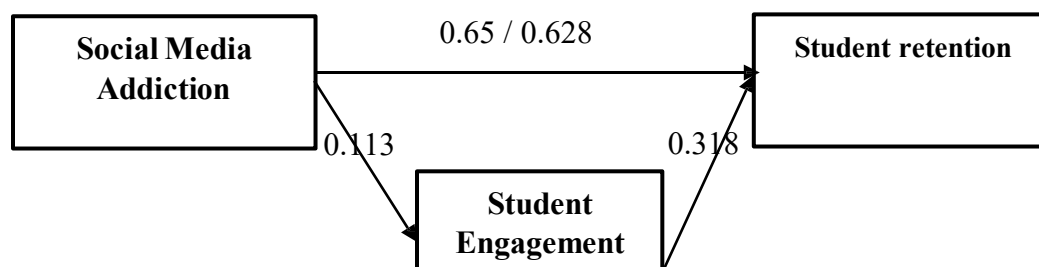 Social Media
Addiction
0.65 / 0.628
Student retention
0.113
0.318
Student
Engagement